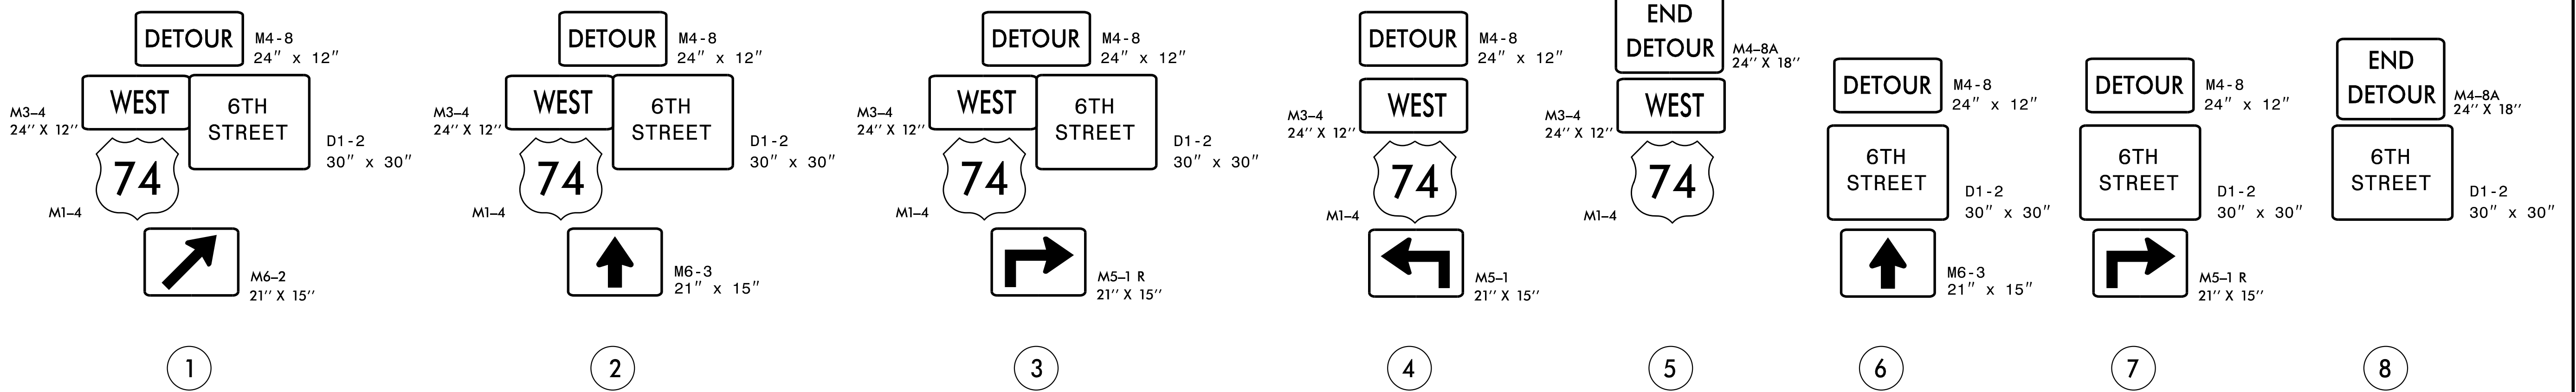 DETOUR
M4-8
24" x 12"
M3-4
24" X 12"
WEST
6TH
STREET
D1-2
30" x 30"
74
M1-4
M6-2
21" X 15"
1
DETOUR
M4-8
24" x 12"
M3-4
24" X 12"
WEST
6TH
STREET
D1-2
30" x 30"
74
M1-4
M6-3
21" x 15"
2
DETOUR
M4-8
24" x 12"
M3-4
24" X 12"
WEST
6TH
STREET
D1-2
30" x 30"
74
M1-4
M5-1 R
21" X 15"
3
DETOUR
M4-8
24" x 12"
M3-4
24" X 12"
WEST
74
M1-4
M5-1
21" X 15"
4
END
DETOUR
M4-8A
24" X 18"
M3-4
24" X 12"
WEST
74
M1-4
5
DETOUR
M4-8
24" x 12"
6TH
STREET
D1-2
30" x 30"
M6-3
21" x 15"
6
DETOUR
M4-8
24" x 12"
6TH
STREET
D1-2
30" x 30"
M5-1 R
21" X 15"
7
END
DETOUR
M4-8A
24" X 18"
6TH
STREET
D1-2
30" x 30"
8